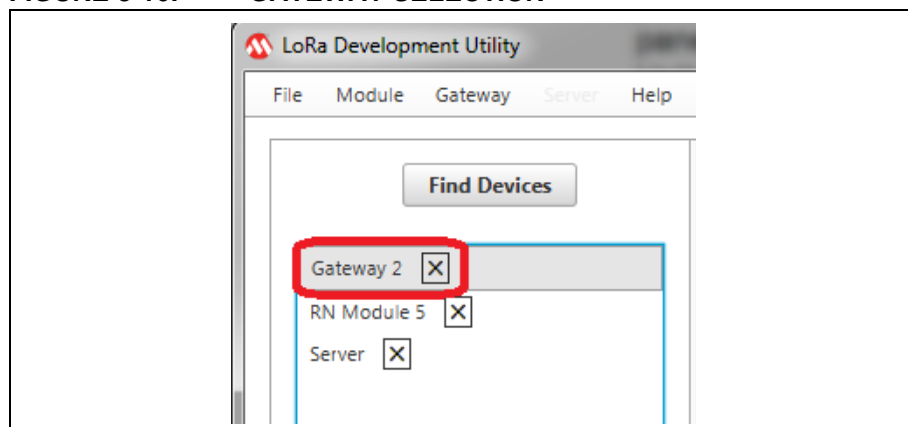 LoRa Development Utility
File Module Gateway Server Help
Find Devices
Gateway 2
RN Module 5
Server